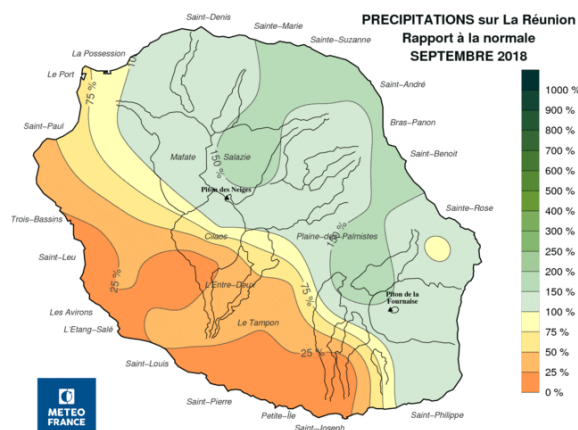 PRECIPITATIONS sur La Réunion
Rapport à la normale
SEPTEMBRE 2018
Saint-Denis
Sainte-Marie
Sainte-Suzanne
La Possession
Le Port
Saint-André
Bras-Panon
Saint-Paul
Saint-Benoit
Mafate
Salazie
Piton des Neiges
Sainte-Rose
Trois-Bassins
Cilaos
Plaine-des-Palmistes
Saint-Leu
L'Entre-Deux
Piton de la
Fournaise
Les Avirons
L'Etang-Salé
Le Tampon
Saint-Louis
Saint-Pierre
Petite-Île
Saint-Joseph
Saint-Philippe
75 %
150 %
150 %
75 %
25 %
25 %
1000 %
900 %
800 %
700 %
600 %
500 %
400 %
300 %
250 %
200 %
150 %
100 %
75 %
50 %
25 %
0 %
METEO
FRANCE